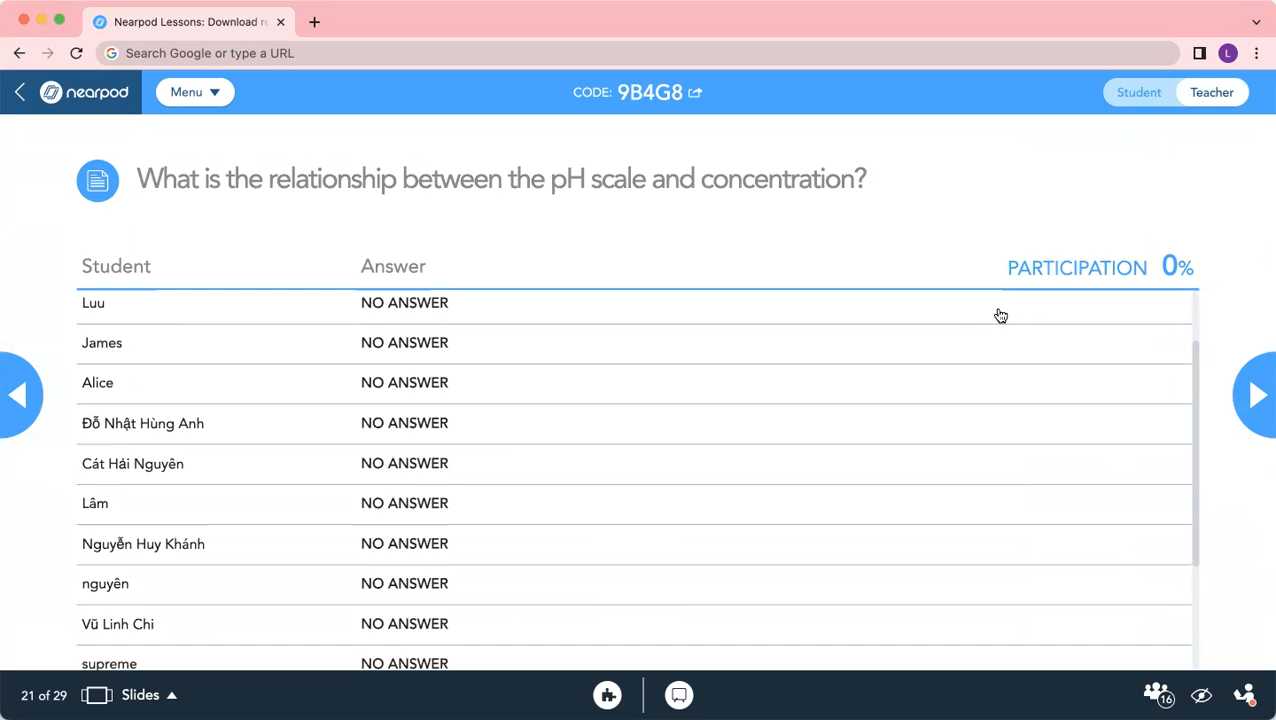 Nearpod Lessons: Download re
Search Google or type a URL
L
nearpod
Menu
CODE: 9B4G8
Student
Teacher
What is the relationship between the pH scale and concentration?
Student Answer PARTICIPATION 0%
Luu NO ANSWER
James NO ANSWER
Alice NO ANSWER
Đỗ Nhật Hùng Anh NO ANSWER
Cát Hải Nguyên NO ANSWER
Lâm NO ANSWER
Nguyễn Huy Khánh NO ANSWER
nguyên NO ANSWER
Vũ Linh Chi NO ANSWER
supreme NO ANSWER
21 of 29 Slides
16